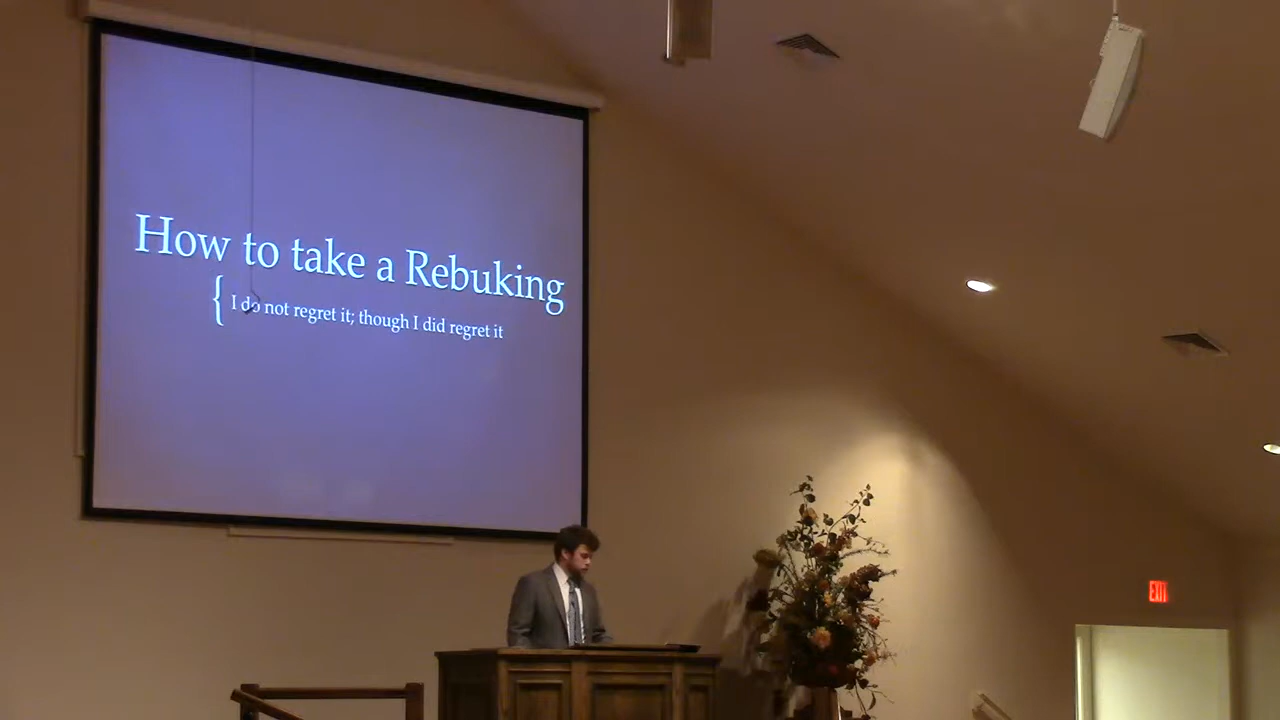 How to take a Rebuking
{ I do not regret it; though I did regret it
EXIT